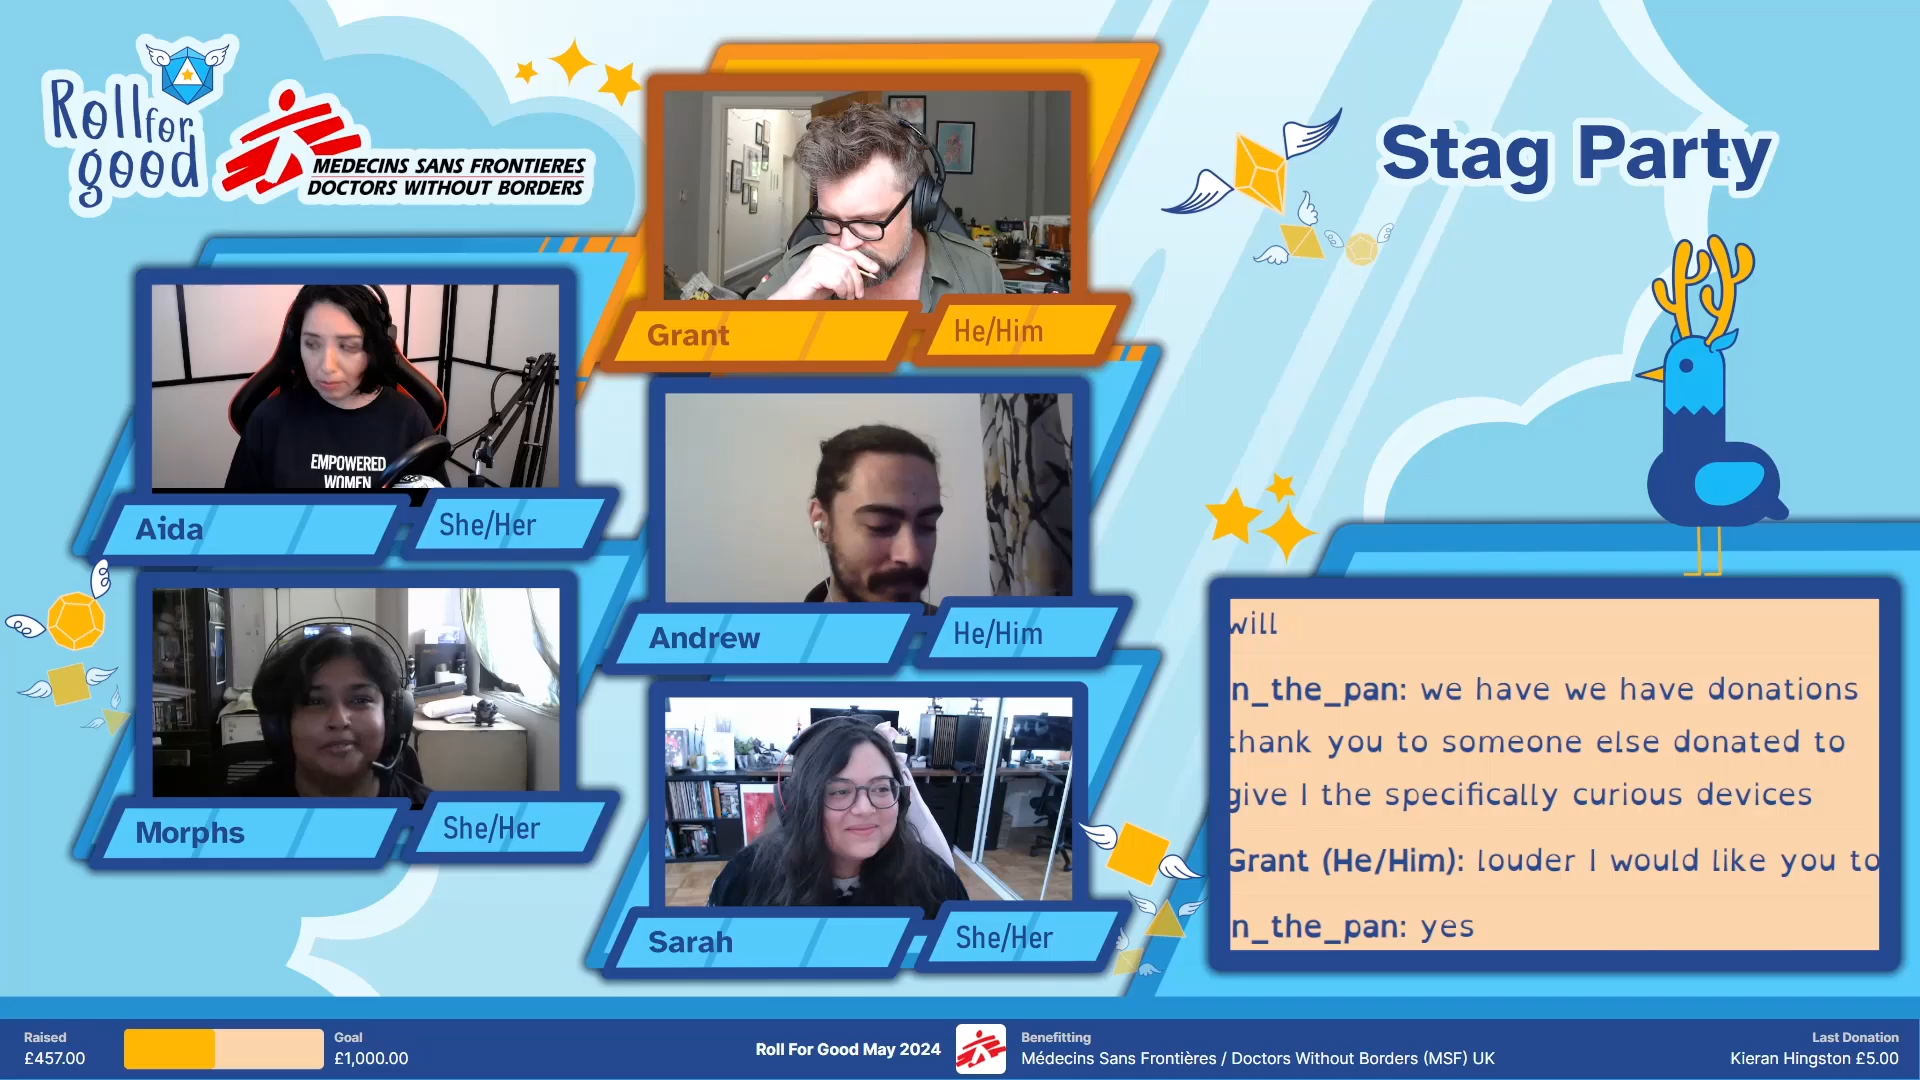 Roll for good
MEDECINS SANS FRONTIERES
DOCTORS WITHOUT BORDERS
Stag Party
Grant
He/Him
EMPOWERED
WOMEN
Aida
She/Her
Andrew
He/Him
Morphs
She/Her
Sarah
She/Her
will
n_the_pan: we have we have donations
thank you to someone else donated to
give I the specifically curious devices
Grant (He/Him): louder I would like you to
n_the_pan: yes
Raised
£457.00
Goal
£1,000.00
Roll For Good May 2024
Benefitting
Médecins Sans Frontières / Doctors Without Borders (MSF) UK
Last Donation
Kieran Hingston £5.00